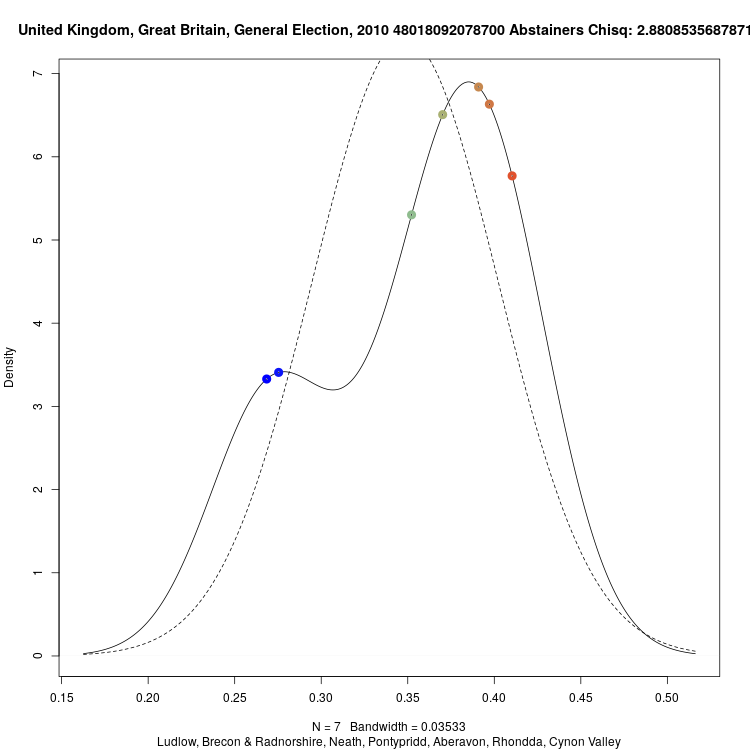 United Kingdom, Great Britain, General Election, 2010 48018092078700 Abstainers Chisq: 2.8808535687871
7
6
5
4
3
2
1
0
Density
0.15 0.20 0.25 0.30 0.35 0.40 0.45 0.50
N = 7 Bandwidth = 0.03533
Ludlow, Brecon & Radnorshire, Neath, Pontypridd, Aberavon, Rhondda, Cynon Valley